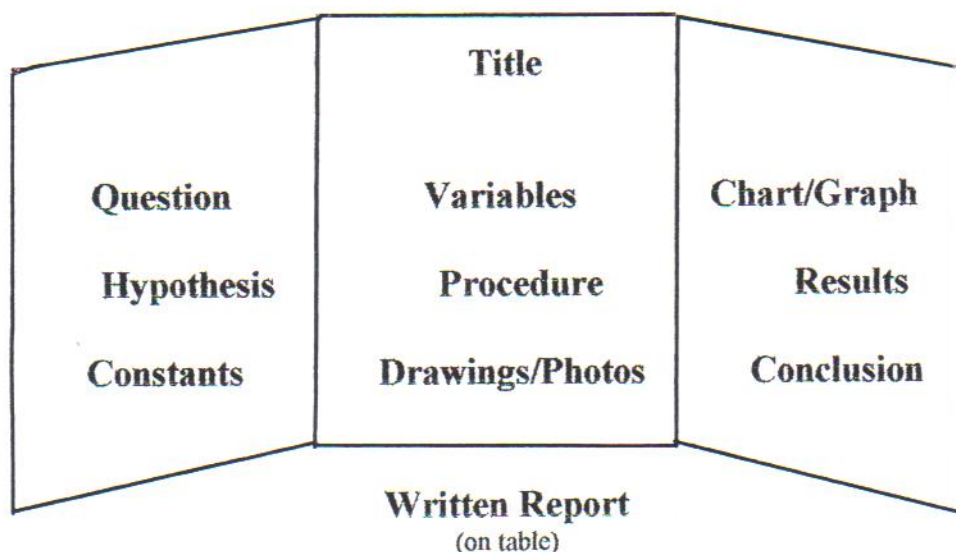 Title
Question
Hypothesis
Constants
Variables
Procedure
Drawings/Photos
Chart/Graph
Results
Conclusion
Written Report
(on table)